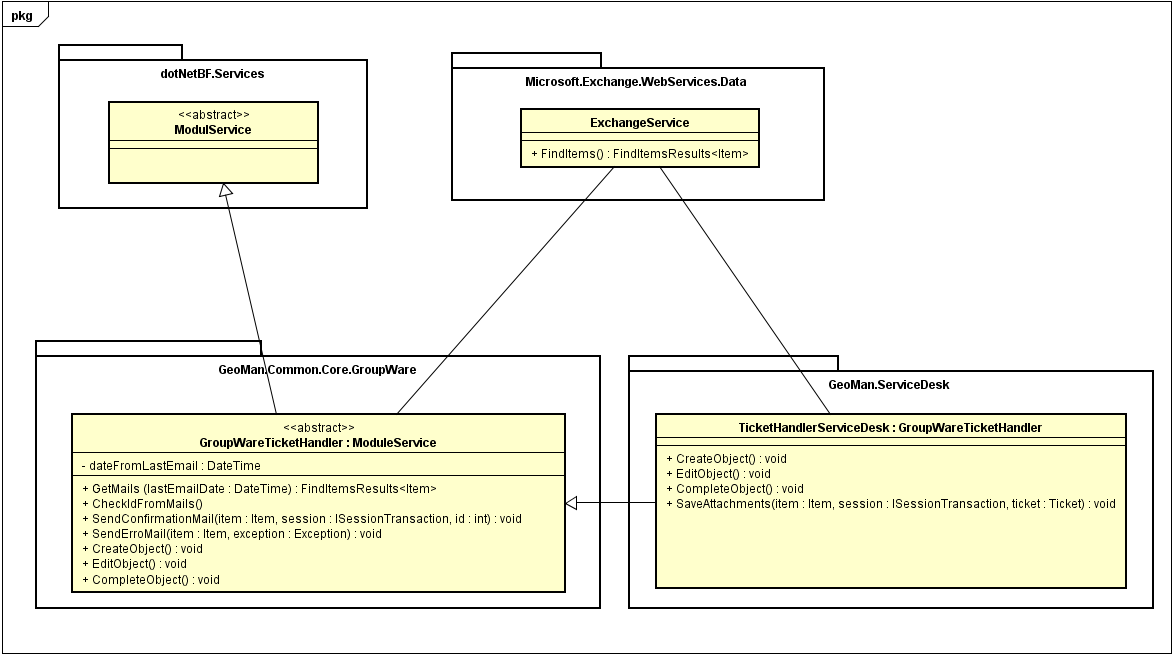 pkg
dotNetBF.Services
<<abstract>>
ModulService
Microsoft.Exchange.WebServices.Data
ExchangeService
+ FindItems() : FindItemsResults<Item>
GeoMan.Common.Core.GroupWare
<<abstract>>
GroupWareTicketHandler : ModuleService
- dateFromLastEmail : DateTime
+ GetMails (lastEmailDate : DateTime) : FindItemsResults<Item>
+ CheckIdFromMails()
+ SendConfirmationMail(item : Item, session : ISessionTransaction, id : int) : void
+ SendErroMail(item : Item, exception : Exception) : void
+ CreateObject() : void
+ EditObject() : void
+ CompleteObject() : void
GeoMan.ServiceDesk
TicketHandlerServiceDesk : GroupWareTicketHandler
+ CreateObject() : void
+ EditObject() : void
+ CompleteObject() : void
+ SaveAttachments(item : Item, session : ISessionTransaction, ticket : Ticket) : void